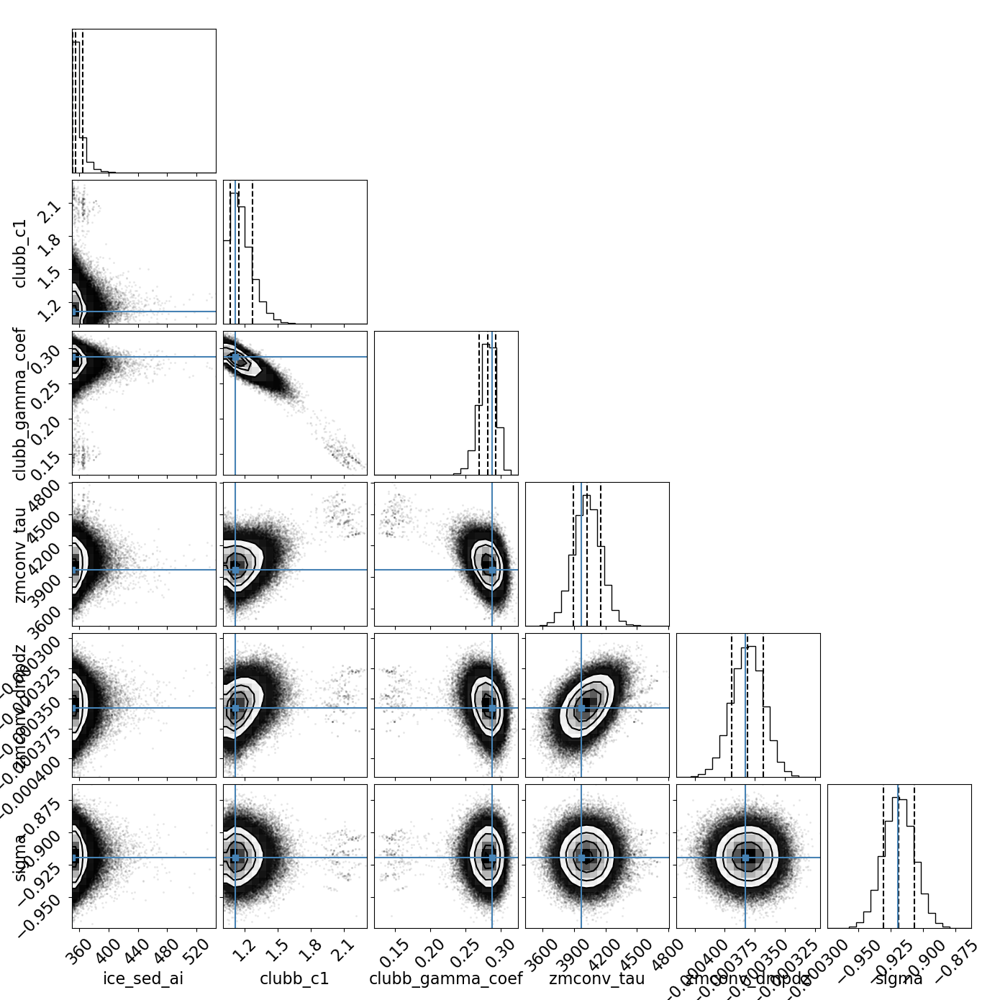 clubb_c1
2.1
1.8
1.5
1.2
clubb_gamma_coef
0.30
0.25
0.20
0.15
zmconv_tau
4800
4500
4200
3900
3600
zmconv_dmpdz
−0.000300
−0.000325
−0.000350
−0.000375
−0.000400
sigma
−0.875
−0.900
−0.925
−0.950
360 400 440 480 520
1.2 1.5 1.8 2.1
0.15 0.20 0.25 0.30
3600 3900 4200 4500 4800
−0.000400 −0.000375 −0.000350 −0.000325 −0.000300
−0.950 −0.925 −0.900 −0.875
ice_sed_ai clubb_c1 clubb_gamma_coef zmconv_tau zmconv_dmpdz sigma